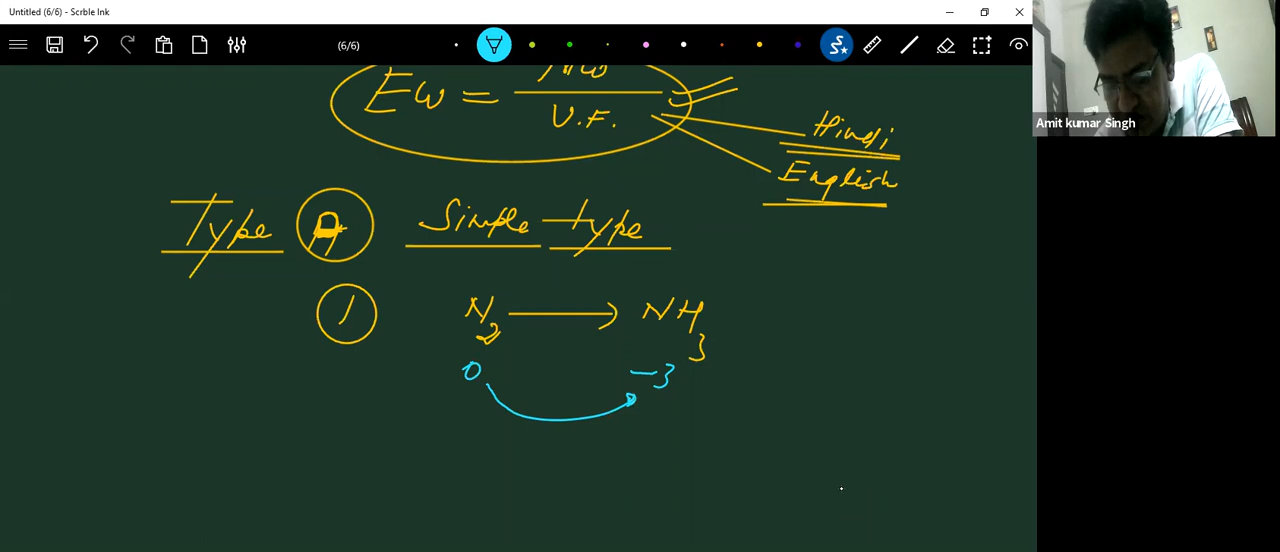 Untitled (6/6) - Scrble Ink
(6/6)
Amit kumar Singh
Ew =
V.F.
Hindi
English
Type A Simple type
1 N2 → NH3
0 -3